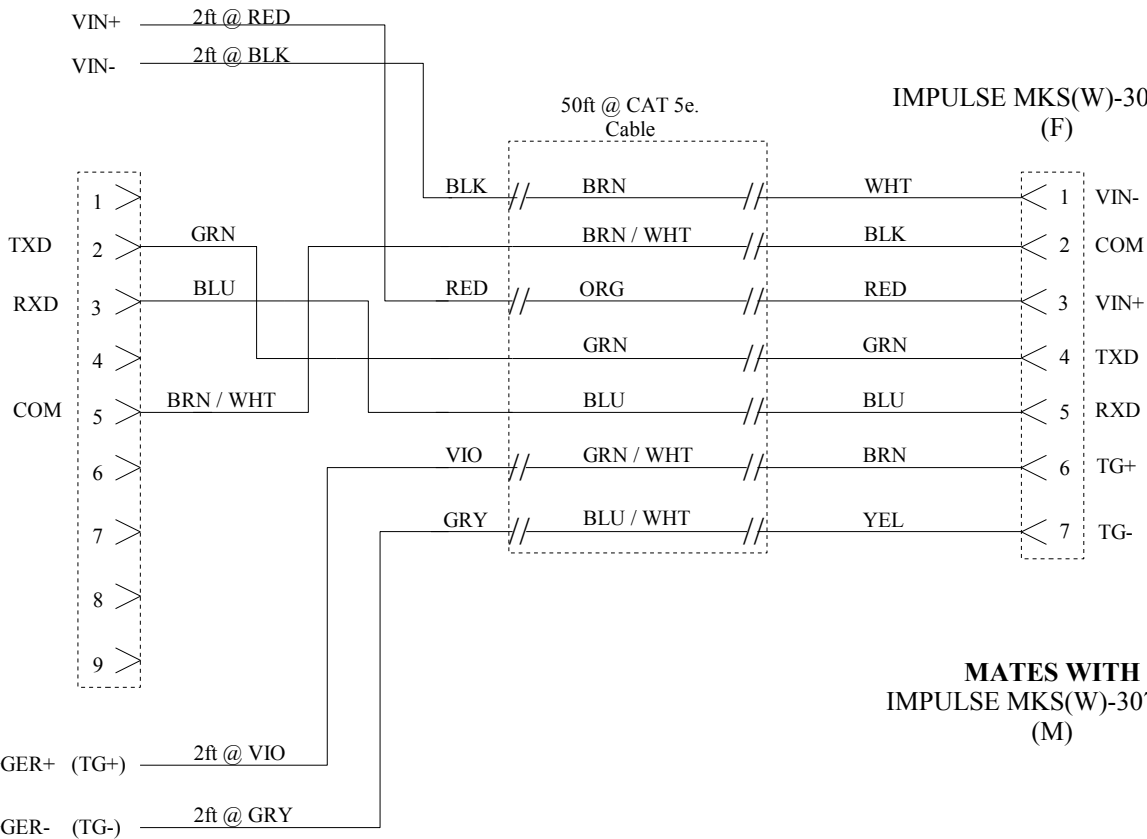 VIN+ 2ft @ RED
VIN- 2ft @ BLK
50ft @ CAT 5e.
Cable
IMPULSE MKS(W)-30
(F)
1 BLK BRN WHT 1 VIN-
TXD 2 GRN BRN / WHT BLK 2 COM
RXD 3 BLU RED ORG RED 3 VIN+
4 GRN GRN 4 TXD
COM 5 BRN / WHT BLU BLU 5 RXD
6 VIO GRN / WHT BRN 6 TG+
7 GRY BLU / WHT YEL 7 TG-
8
9
MATES WITH
IMPULSE MKS(W)-307
(M)
GER+ (TG+) 2ft @ VIO
GER- (TG-) 2ft @ GRY